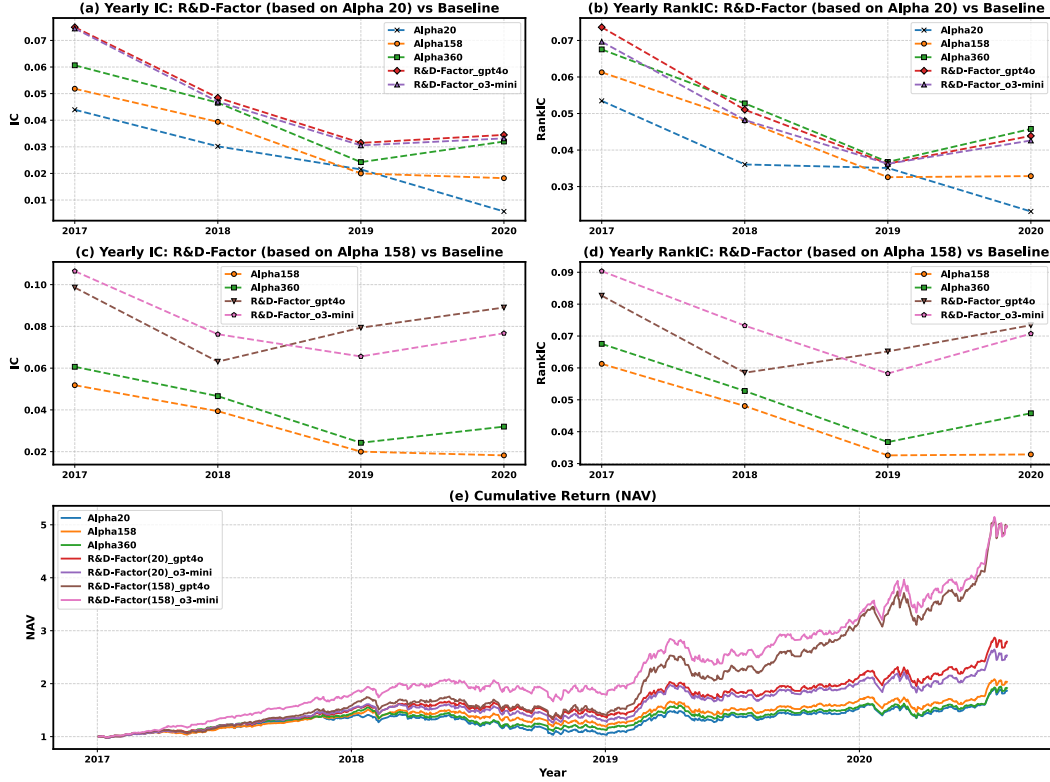 (a) Yearly IC: R&D-Factor (based on Alpha 20) vs Baseline
IC
0.07
0.06
0.05
0.04
0.03
0.02
0.01
2017
2018
2019
2020
Alpha20
Alpha158
Alpha360
R&D-Factor_gpt4o
R&D-Factor_o3-mini
(b) Yearly RankIC: R&D-Factor (based on Alpha 20) vs Baseline
RankIC
0.07
0.06
0.05
0.04
0.03
2017
2018
2019
2020
Alpha20
Alpha158
Alpha360
R&D-Factor_gpt4o
R&D-Factor_o3-mini
(c) Yearly IC: R&D-Factor (based on Alpha 158) vs Baseline
IC
0.10
0.08
0.06
0.04
0.02
2017
2018
2019
2020
Alpha158
Alpha360
R&D-Factor_gpt4o
R&D-Factor_o3-mini
(d) Yearly RankIC: R&D-Factor (based on Alpha 158) vs Baseline
RankIC
0.09
0.08
0.07
0.06
0.05
0.04
0.03
2017
2018
2019
2020
Alpha158
Alpha360
R&D-Factor_gpt4o
R&D-Factor_o3-mini
(e) Cumulative Return (NAV)
NAV
5
4
3
2
1
Alpha20
Alpha158
Alpha360
R&D-Factor(20)_gpt4o
R&D-Factor(20)_o3-mini
R&D-Factor(158)_gpt4o
R&D-Factor(158)_o3-mini
2017
2018
2019
2020
Year